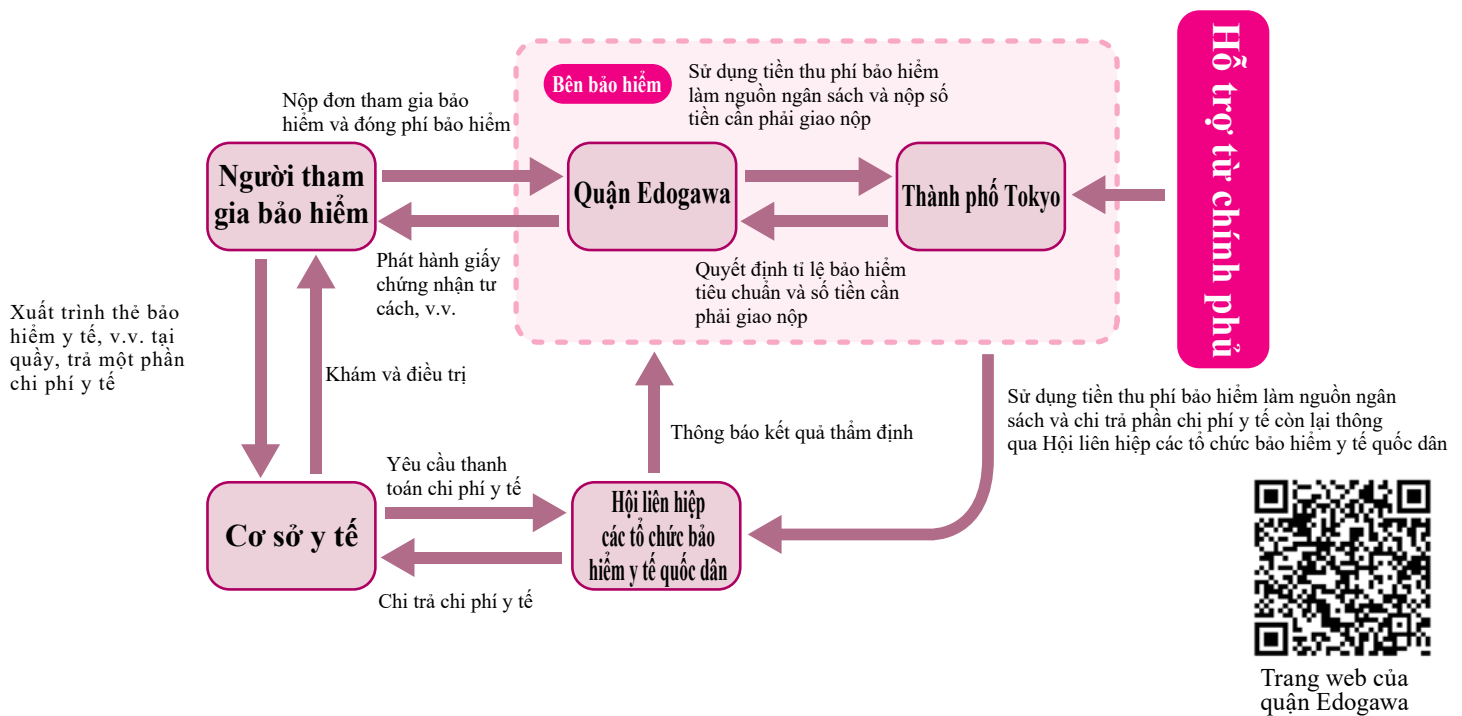 Nộp đơn tham gia bảo
hiểm và đóng phí bảo hiểm
Bên bảo hiểm
Sử dụng tiền thu phí bảo hiểm
làm nguồn ngân sách và nộp số
tiền cần phải giao nộp
Hỗ trợ từ chính phủ
Người tham
gia bảo hiểm
Quận Edogawa
Thành phố Tokyo
Phát hành giấy
chứng nhận tư
cách, v.v.
Quyết định tỉ lệ bảo hiểm
tiêu chuẩn và số tiền cần
phải giao nộp
Xuất trình thẻ bảo
hiểm y tế, v.v. tại
quầy, trả một phần
chi phí y tế
Khám và điều trị
Thông báo kết quả thẩm định
Sử dụng tiền thu phí bảo hiểm làm nguồn ngân
sách và chi trả phần chi phí y tế còn lại thông
qua Hội liên hiệp các tổ chức bảo hiểm y tế quốc dân
Yêu cầu thanh
toán chi phí y tế
Cơ sở y tế
Hội liên hiệp
các tổ chức bảo
hiểm y tế quốc dân
Chi trả chi phí y tế
Trang web của
quận Edogawa